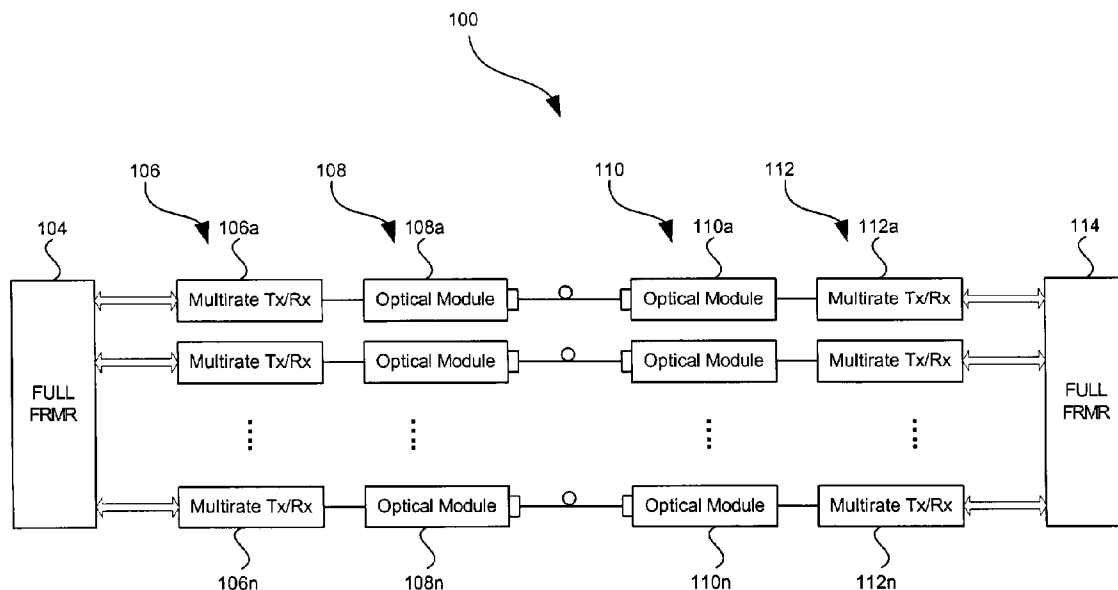 100
106
108
110
112
104
106a
108a
110a
112a
114
Multirate Tx/Rx
Optical Module
Optical Module
Multirate Tx/Rx
Multirate Tx/Rx
Optical Module
Optical Module
Multirate Tx/Rx
FULL
FRMR
FULL
FRMR
Multirate Tx/Rx
Optical Module
Optical Module
Multirate Tx/Rx
106n
108n
110n
112n